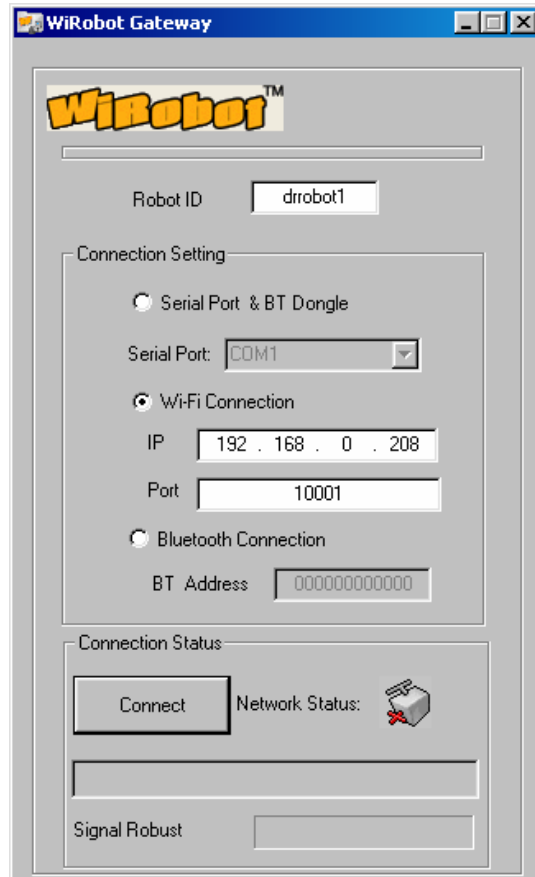 WiRobot Gateway
WiRobot™
Robot ID drrobot1
Connection Setting
Serial Port & BT Dongle
Serial Port: COM1
Wi-Fi Connection
IP 192 . 168 . 0 . 208
Port 10001
Bluetooth Connection
BT Address 000000000000
Connection Status
Connect Network Status:
Signal Robust